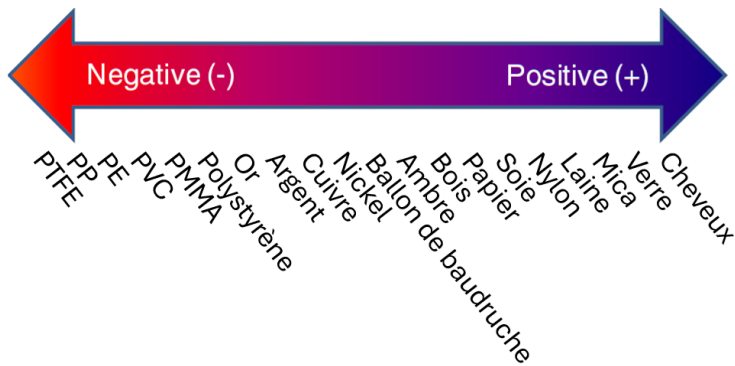 Negative (-)
Positive (+)
PTFE
PP
PE
PVC
PMMA
Polystyrène
Or
Argent
Cuivre
Nickel
Ballon de baudruche
Ambre
Bois
Papier
Soie
Nylon
Laine
Mica
Verre
Cheveux